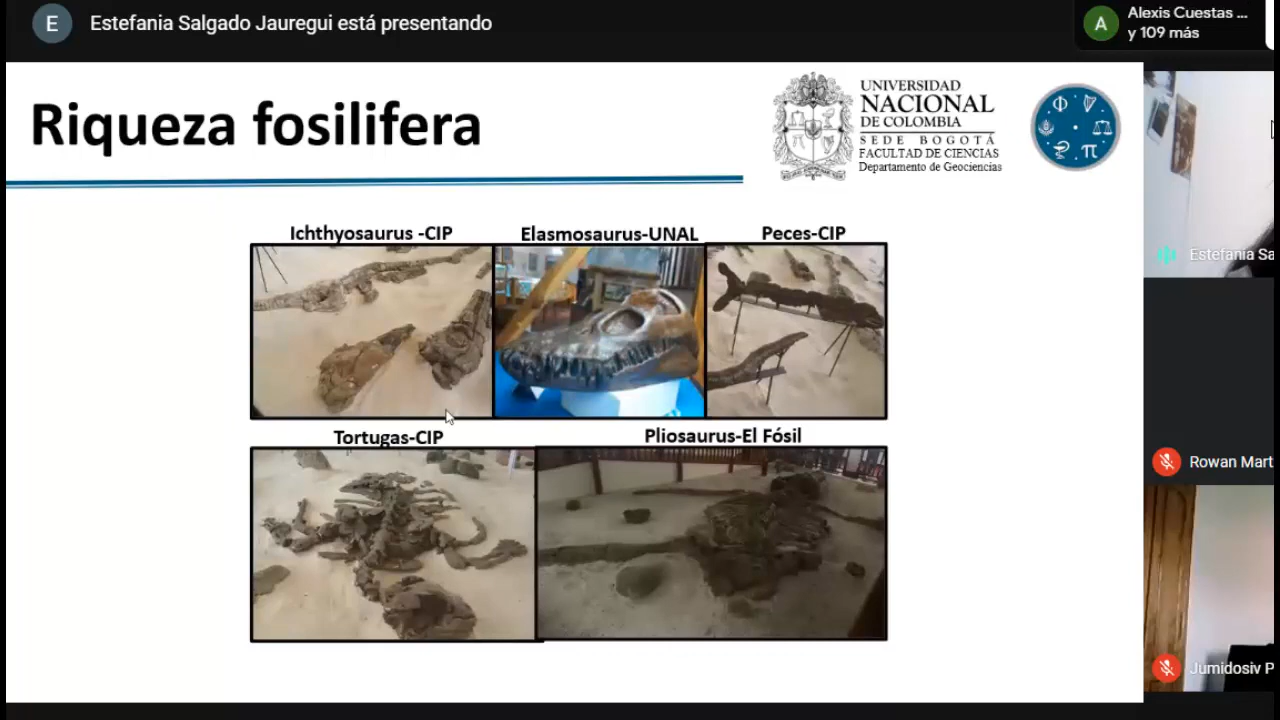 E Estefania Salgado Jauregui está presentando
A Alexis Cuestas ...
y 109 más
Riqueza fosilifera
UNIVERSIDAD
NACIONAL
DE COLOMBIA
SEDE BOGOTÁ
FACULTAD DE CIENCIAS
Departamento de Geociencias
Φ
π
Ichthyosaurus -CIP
Elasmosaurus-UNAL
Peces-CIP
Tortugas-CIP
Pliosaurus-El Fósil
Estefania Sa
Rowan Mart
Jumidosiv P